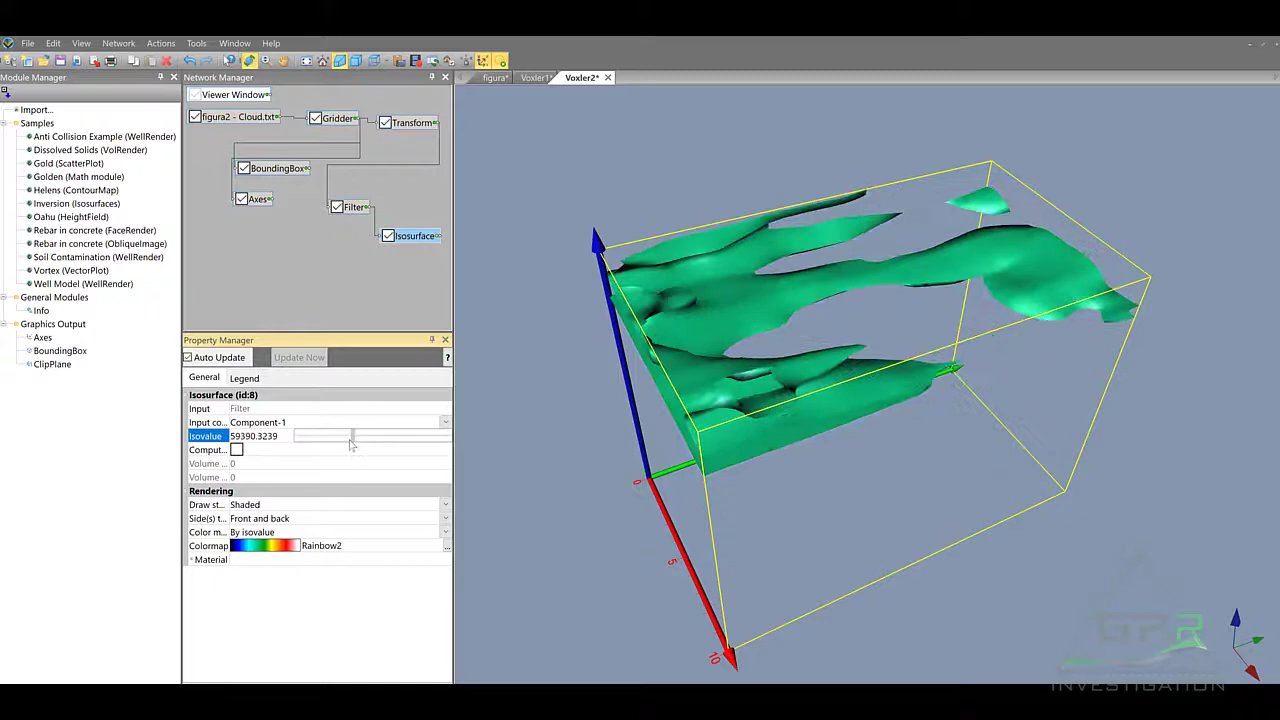 File Edit View Network Actions Tools Window Help
Module Manager
Import...
Samples
Anti Collision Example (WellRender)
Dissolved Solids (VolRender)
Gold (ScatterPlot)
Golden (Math module)
Helens (ContourMap)
Inversion (Isosurfaces)
Oahu (HeightField)
Rebar in concrete (FaceRender)
Rebar in concrete (ObliqueImage)
Soil Contamination (WellRender)
Vortex (VectorPlot)
Well Model (WellRender)
General Modules
Info
Graphics Output
Axes
BoundingBox
ClipPlane
Network Manager
Viewer Window
figura2 - Cloud.txt
Gridder
Transform
BoundingBox
Axes
Filter
Isosurface
Property Manager
Auto Update Update Now ?
General Legend
Isosurface (id:8)
Input Filter
Input co... Component-1
Isovalue 59390.3239
Comput...
Volume ... 0
Volume ... 0
Rendering
Draw st... Shaded
Side(s) t... Front and back
Color m... By isovalue
Colormap Rainbow2 ...
Material
figura* Voxler1* Voxler2*
0
5
10
GPR
INVESTIGATION